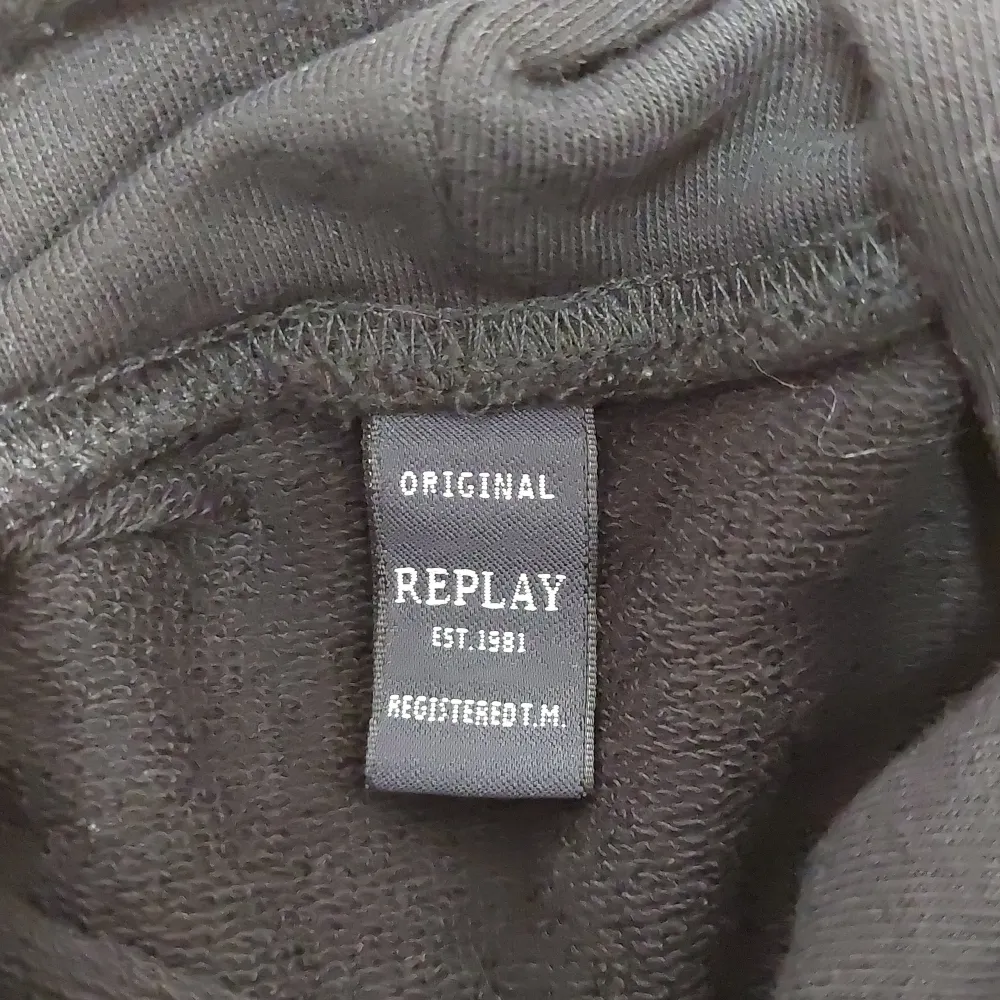 ORIGINAL
REPLAY
EST.1981
REGISTERED T.M.